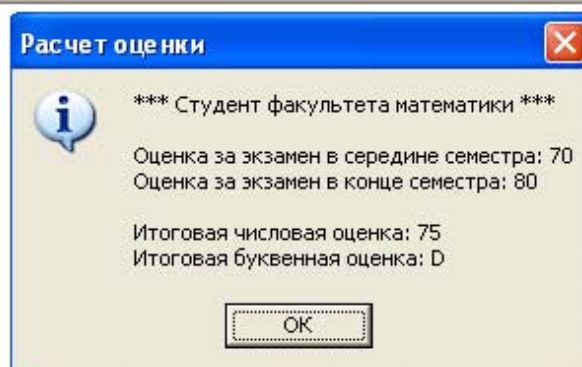 Расчет оценки
*** Студент факультета математики ***
Оценка за экзамен в середине семестра: 70
Оценка за экзамен в конце семестра: 80
Итоговая числовая оценка: 75
Итоговая буквенная оценка: D
OK